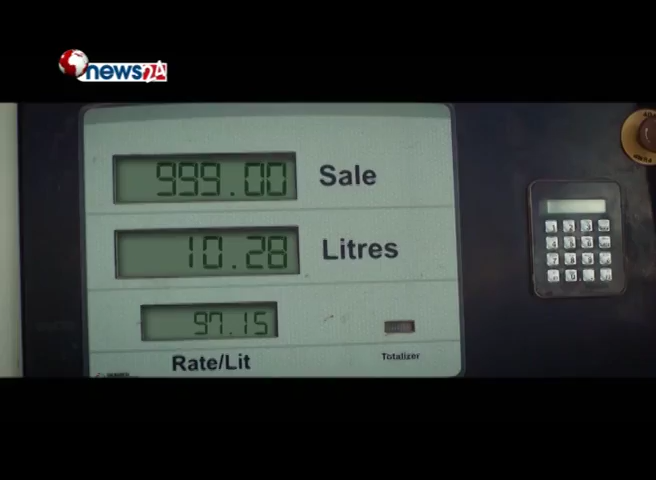 news24
999.00 Sale
10.28 Litres
97.15
Rate/Lit
Totalizer